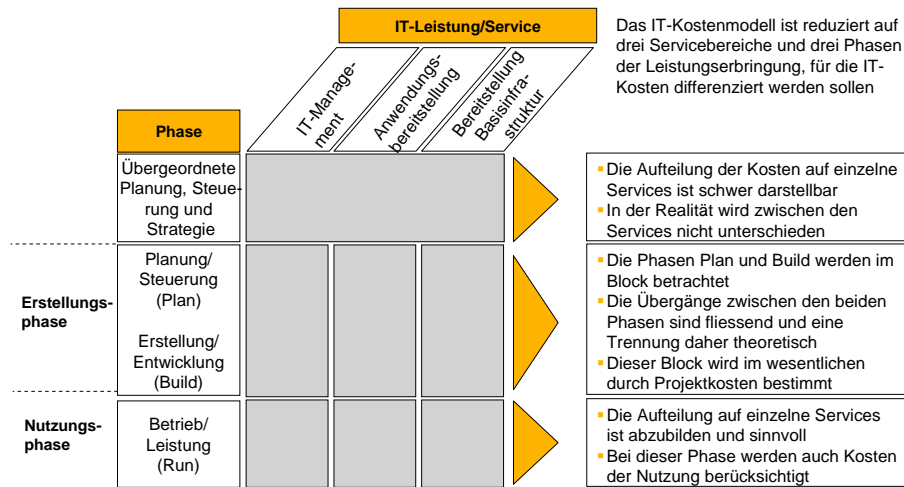 IT-Leistung/Service
Das IT-Kostenmodell ist reduziert auf
drei Servicebereiche und drei Phasen
der Leistungserbringung, für die IT-
Kosten differenziert werden sollen
IT-Manage-
ment
Anwendungs-
bereitstellung
Bereitstellung
Basisinfra-
struktur
Phase
Übergeordnete
Planung, Steue-
rung und
Strategie
Die Aufteilung der Kosten auf einzelne
Services ist schwer darstellbar
In der Realität wird zwischen den
Services nicht unterschieden
Erstellungs-
phase
Planung/
Steuerung
(Plan)
Erstellung/
Entwicklung
(Build)
Die Phasen Plan und Build werden im
Block betrachtet
Die Übergänge zwischen den beiden
Phasen sind fliessend und eine
Trennung daher theoretisch
Dieser Block wird im wesentlichen
durch Projektkosten bestimmt
Nutzungs-
phase
Betrieb/
Leistung
(Run)
Die Aufteilung auf einzelne Services
ist abzubilden und sinnvoll
Bei dieser Phase werden auch Kosten
der Nutzung berücksichtigt